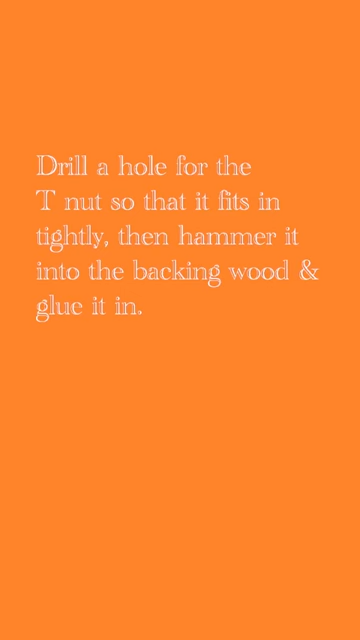 Drill a hole for the
T nut so that it fits in
tightly, then hammer it
into the backing wood &
glue it in.